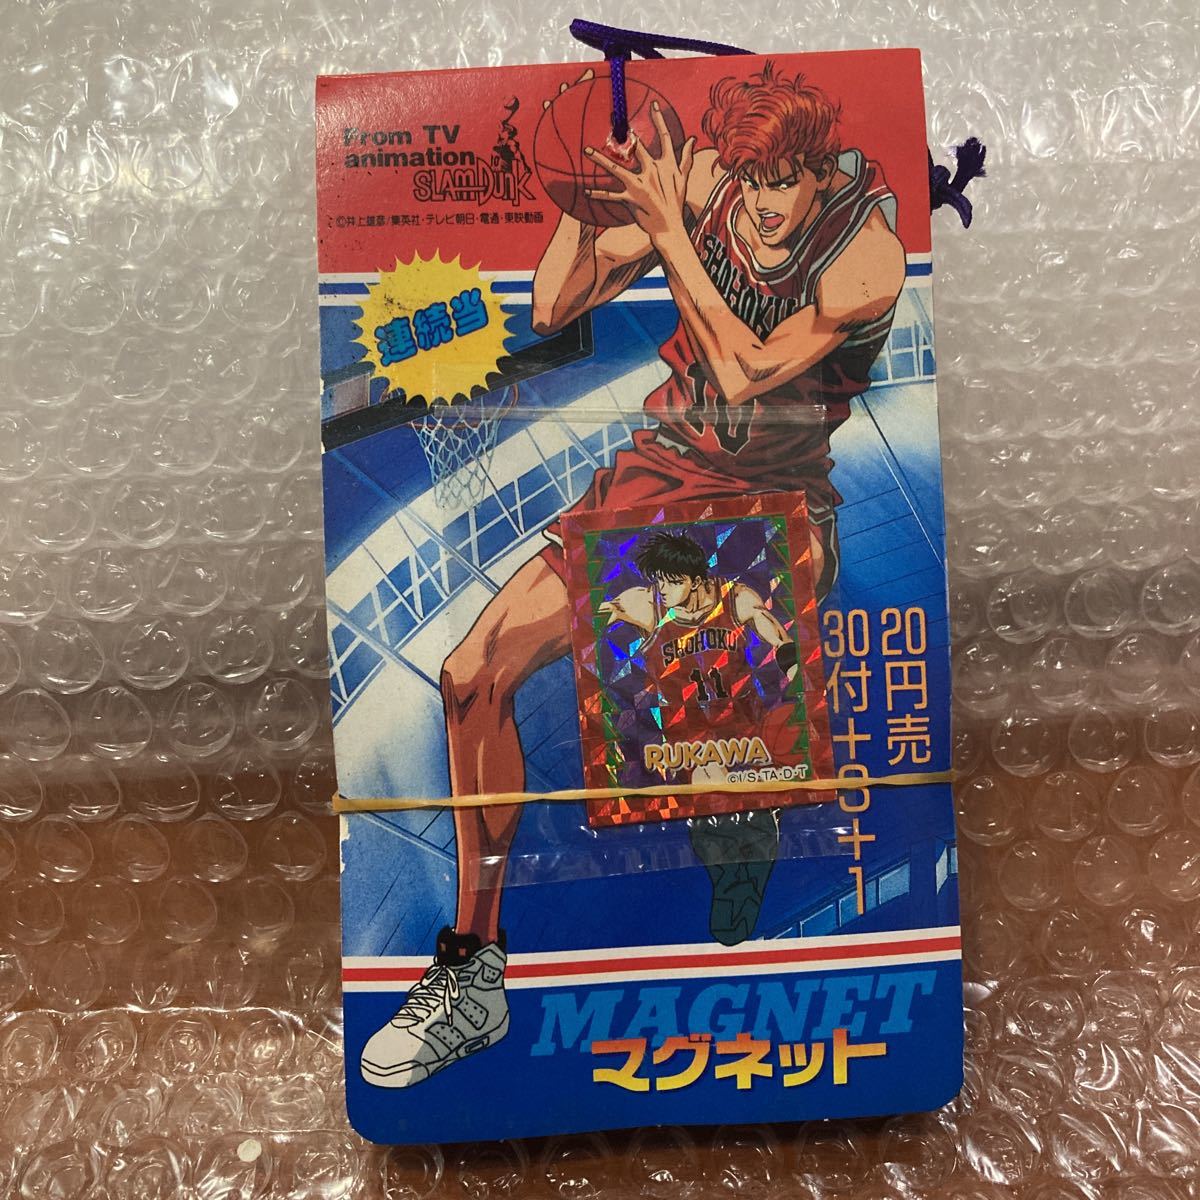 From TV
animation
SLAM DUNK
©井上雄彦/集英社・テレビ朝日・電通・東映動画
連続当
SHOHOKU
10
SHOHOKU
11
RUKAWA
©I/S,TA・D・T
20円売
30付+3+1
MAGNET
マグネット